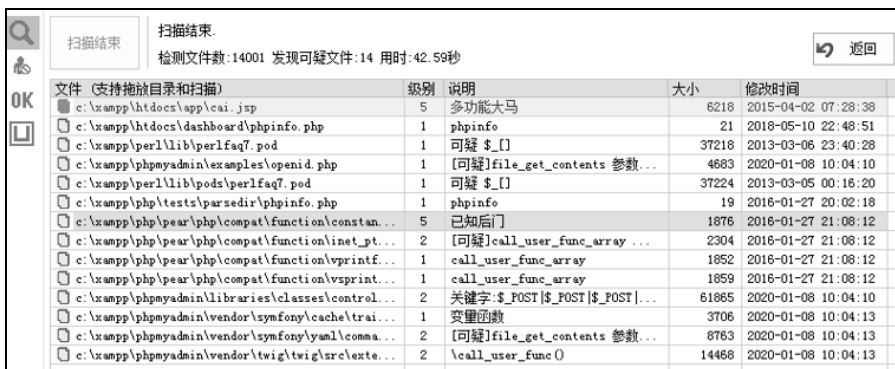 扫描结束
扫描结束.
检测文件数:14001 发现可疑文件:14 用时:42.59秒
返回
OK
文件 (支持拖放目录和扫描) 级别 说明 大小 修改时间
c:\xampp\htdocs\app\cai.jsp 5 多功能大马 6218 2015-04-02 07:28:38
c:\xampp\htdocs\dashboard\phpinfo.php 1 phpinfo 21 2018-05-10 22:48:51
c:\xampp\perl\lib\perlfaq7.pod 1 可疑 $_[] 37218 2013-03-06 23:40:28
c:\xampp\phpmyadmin\examples\openid.php 1 [可疑]file_get_contents 参数... 4683 2020-01-08 10:04:10
c:\xampp\perl\lib\pods\perlfaq7.pod 1 可疑 $_[] 37224 2013-03-05 00:16:20
c:\xampp\php\tests\parsedir\phpinfo.php 1 phpinfo 19 2016-01-27 20:02:18
c:\xampp\php\pear\php\compat\function\constan... 5 已知后门 1876 2016-01-27 21:08:12
c:\xampp\php\pear\php\compat\function\inet_pt... 2 [可疑]call_user_func_array ... 2304 2016-01-27 21:08:12
c:\xampp\php\pear\php\compat\function\vprintf... 1 call_user_func_array 1852 2016-01-27 21:08:12
c:\xampp\php\pear\php\compat\function\vsprint... 1 call_user_func_array 1859 2016-01-27 21:08:12
c:\xampp\phpmyadmin\libraries\classes\control... 2 关键字:$_POST|$_POST|$_POST|... 61865 2020-01-08 10:04:10
c:\xampp\phpmyadmin\vendor\symfony\cache\trai... 1 变量函数 3706 2020-01-08 10:04:13
c:\xampp\phpmyadmin\vendor\symfony\yaml\comma... 2 [可疑]file_get_contents 参数... 8763 2020-01-08 10:04:13
c:\xampp\phpmyadmin\vendor\twig\twig\src\exte... 2 \call_user_func() 14468 2020-01-08 10:04:13